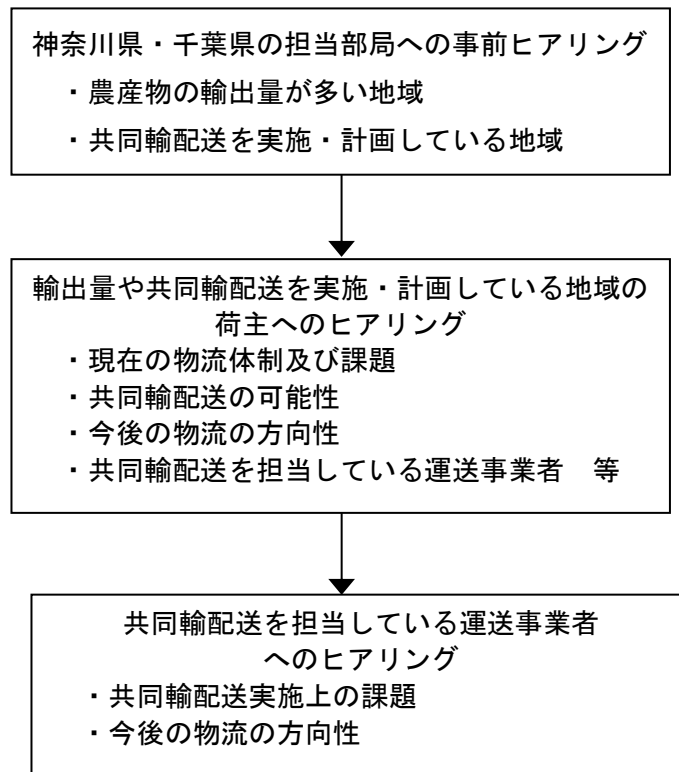 神奈川県・千葉県の担当部局への事前ヒアリング
・農産物の輸出量が多い地域
・共同輸配送を実施・計画している地域
輸出量や共同輸配送を実施・計画している地域の
荷主へのヒアリング
・現在の物流体制及び課題
・共同輸配送の可能性
・今後の物流の方向性
・共同輸配送を担当している運送事業者　等
共同輸配送を担当している運送事業者
へのヒアリング
・共同輸配送実施上の課題
・今後の物流の方向性